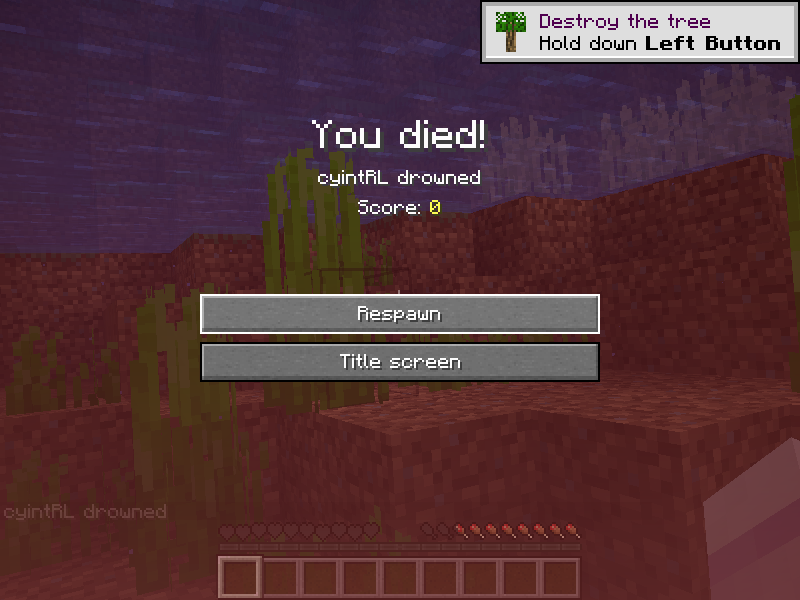 Destroy the tree
Hold down Left Button
You died!
cyintRL drowned
Score: 0
Respawn
Title screen
cyintRL drowned